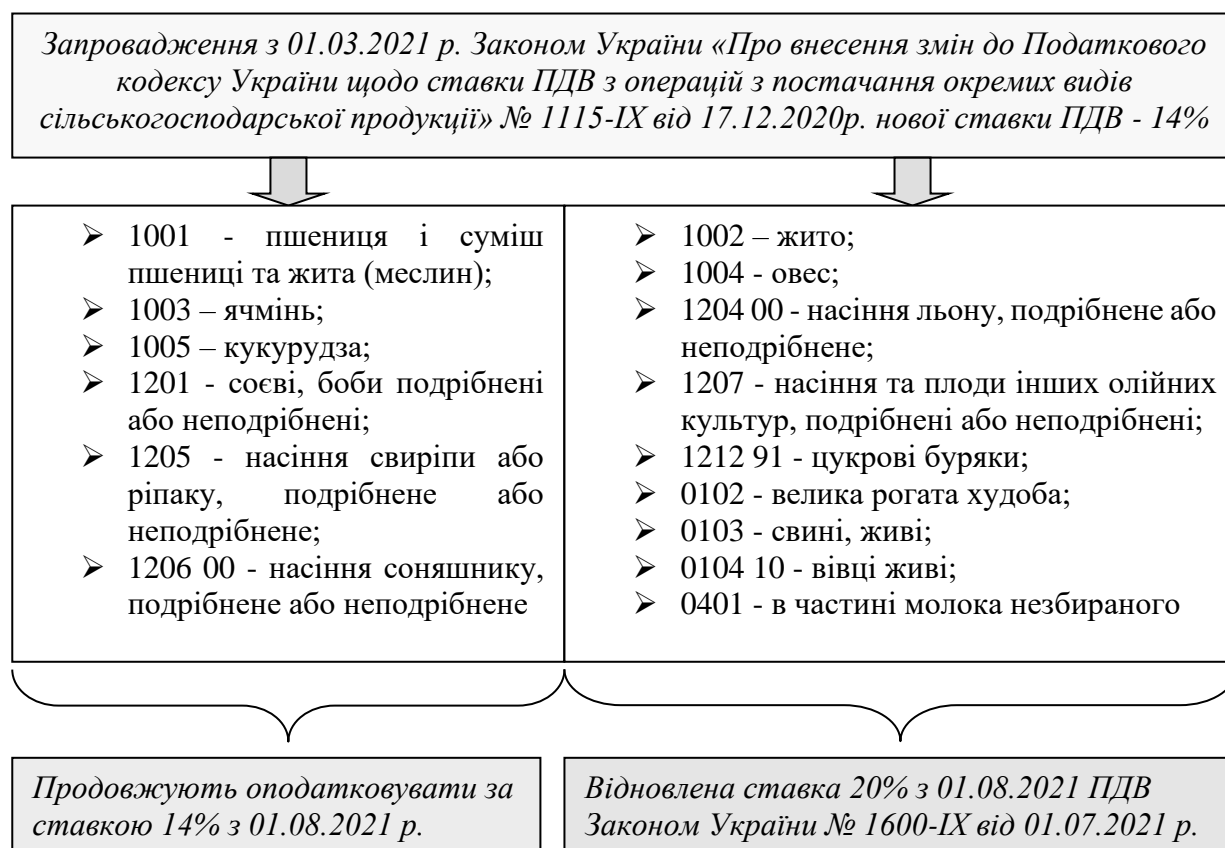 Запровадження з 01.03.2021 р. Законом України «Про внесення змін до Податкового
кодексу України щодо ставки ПДВ з операцій з постачання окремих видів
сільськогосподарської продукції» № 1115-IX від 17.12.2020р. нової ставки ПДВ - 14%
➢ 1001 - пшениця і суміш
пшениці та жита (меслин);
➢ 1003 – ячмінь;
➢ 1005 – кукурудза;
➢ 1201 - соєві, боби подрібнені
або неподрібнені;
➢ 1205 - насіння свиріпи або
ріпаку, подрібнене або
неподрібнене;
➢ 1206 00 - насіння соняшнику,
подрібнене або неподрібнене
➢ 1002 – жито;
➢ 1004 - овес;
➢ 1204 00 - насіння льону, подрібнене або
неподрібнене;
➢ 1207 - насіння та плоди інших олійних
культур, подрібнені або неподрібнені;
➢ 1212 91 - цукрові буряки;
➢ 0102 - велика рогата худоба;
➢ 0103 - свині, живі;
➢ 0104 10 - вівці живі;
➢ 0401 - в частині молока незбираного
Продовжують оподатковувати за
ставкою 14% з 01.08.2021 р.
Відновлена ставка 20% з 01.08.2021 ПДВ
Законом України № 1600-IX від 01.07.2021 р.